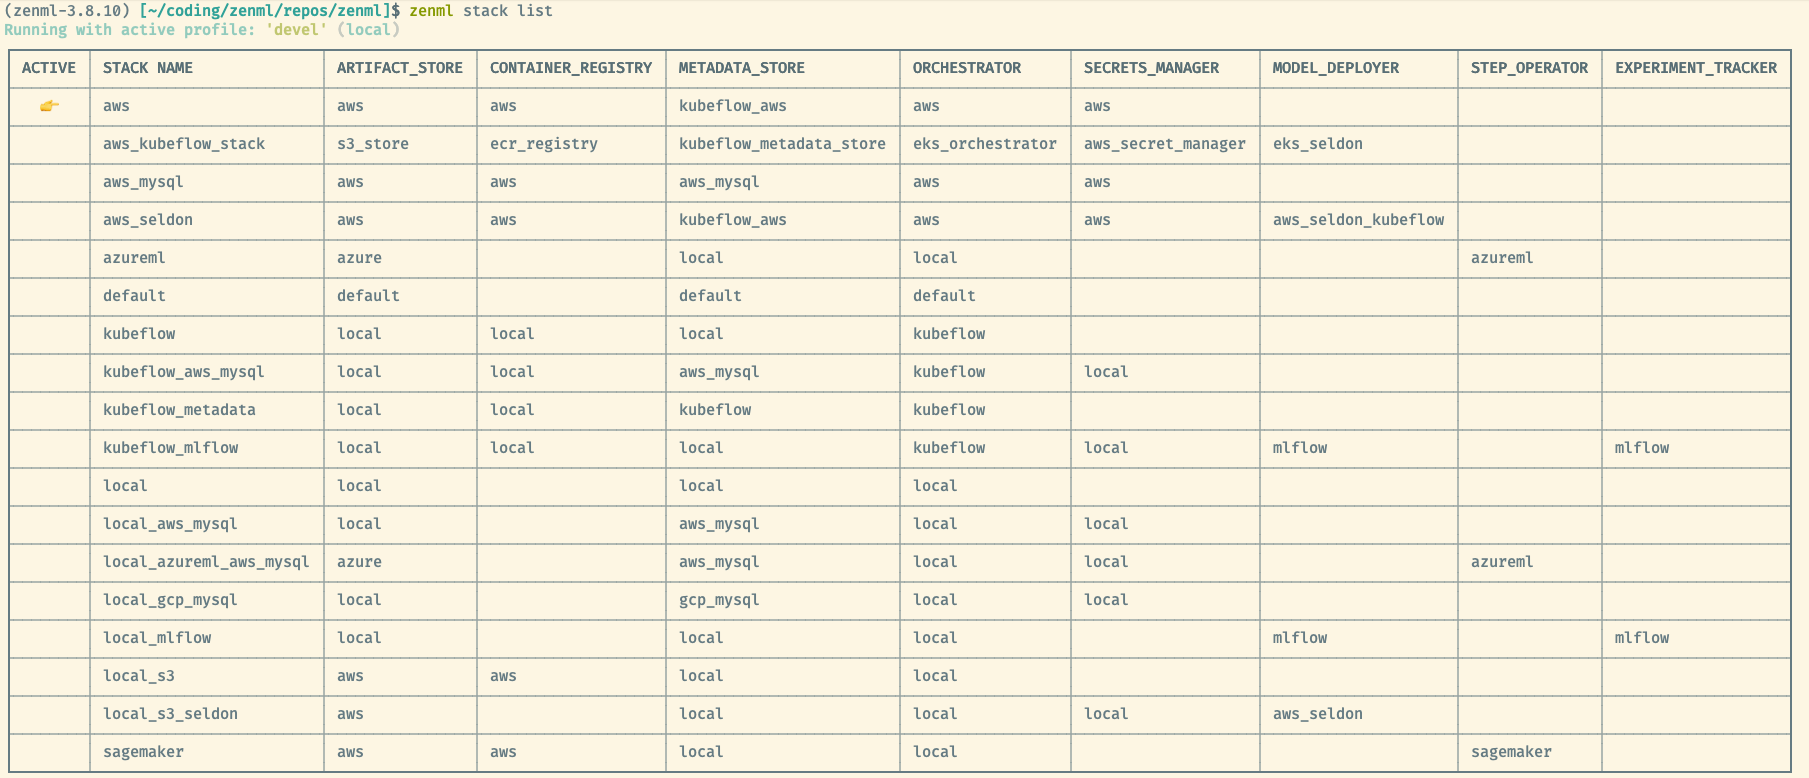 (zenml-3.8.10) [~/coding/zenml/repos/zenml]$ zenml stack list
Running with active profile: 'devel' (local)
ACTIVE STACK NAME ARTIFACT_STORE CONTAINER_REGISTRY METADATA_STORE ORCHESTRATOR SECRETS_MANAGER MODEL_DEPLOYER STEP_OPERATOR EXPERIMENT_TRACKER
👉 aws aws aws kubeflow_aws aws aws
aws_kubeflow_stack s3_store ecr_registry kubeflow_metadata_store eks_orchestrator aws_secret_manager eks_seldon
aws_mysql aws aws aws_mysql aws aws
aws_seldon aws aws kubeflow_aws aws aws aws_seldon_kubeflow
azureml azure local local azureml
default default default default
kubeflow local local local kubeflow
kubeflow_aws_mysql local local aws_mysql kubeflow local
kubeflow_metadata local local kubeflow kubeflow
kubeflow_mlflow local local local kubeflow local mlflow mlflow
local local local local
local_aws_mysql local aws_mysql local local
local_azureml_aws_mysql azure aws_mysql local local azureml
local_gcp_mysql local gcp_mysql local local
local_mlflow local local local mlflow mlflow
local_s3 aws aws local local
local_s3_seldon aws local local local aws_seldon
sagemaker aws aws local local sagemaker